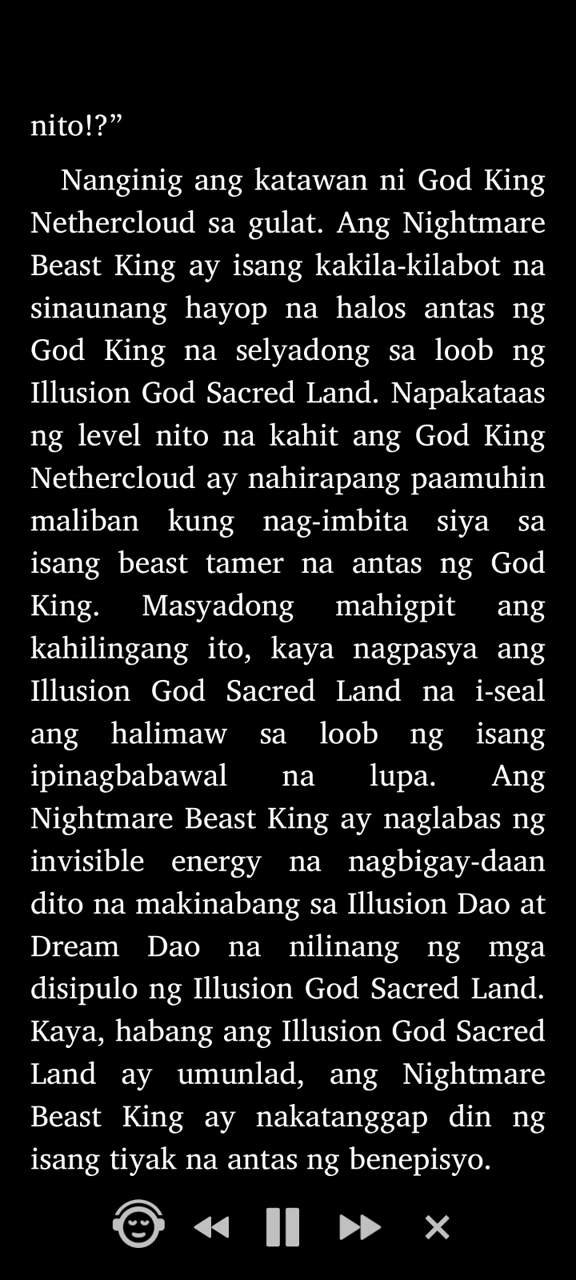 nito!?”
Nanginig ang katawan ni God King
Nethercloud sa gulat. Ang Nightmare
Beast King ay isang kakila-kilabot na
sinaunang hayop na halos antas ng
God King na selyadong sa loob ng
Illusion God Sacred Land. Napakataas
ng level nito na kahit ang God King
Nethercloud ay nahirapang paamuhin
maliban kung nag-imbita siya sa
isang beast tamer na antas ng God
King. Masyadong mahigpit ang
kahilingang ito, kaya nagpasya ang
Illusion God Sacred Land na i-seal
ang halimaw sa loob ng isang
ipinagbabawal na lupa. Ang
Nightmare Beast King ay naglabas ng
invisible energy na nagbigay-daan
dito na makinabang sa Illusion Dao at
Dream Dao na nilinang ng mga
disipulo ng Illusion God Sacred Land.
Kaya, habang ang Illusion God Sacred
Land ay umunlad, ang Nightmare
Beast King ay nakatanggap din ng
isang tiyak na antas ng benepisyo.